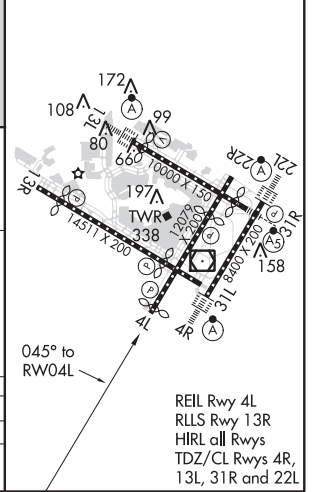 172
A
108
99
13L
80
P
66
22R
A
22L
10000 X 150
13R
197
TWR
338
12079 X 200
P
P
31R
A5
158
14511 X 200
8400 X 200
P
P
31L
4L
4R
A
045° to
RW04L
REIL Rwy 4L
RLLS Rwy 13R
HIRL all Rwys
TDZ/CL Rwys 4R,
13L, 31R and 22L